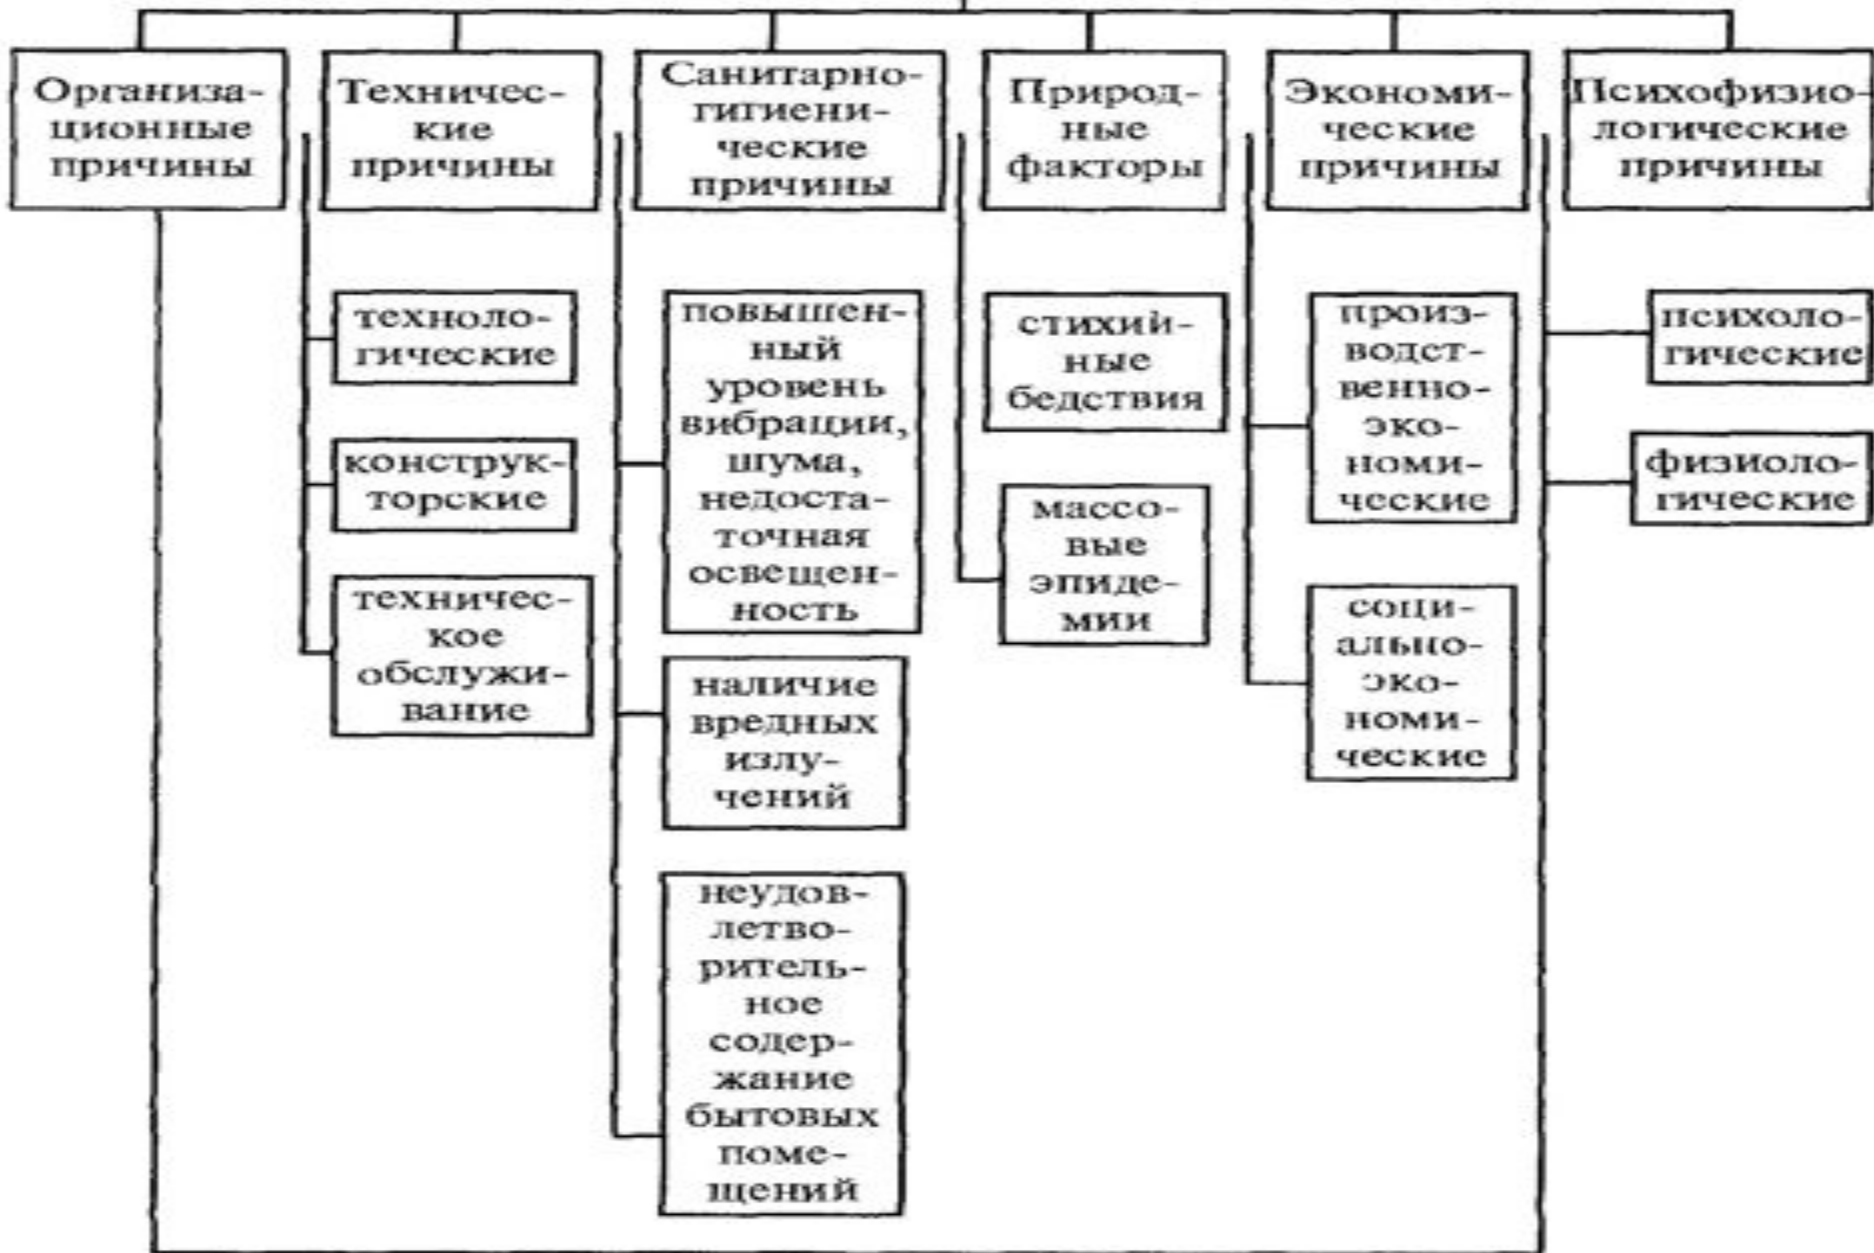 Организа-
ционные
причины
Техничес-
кие
причины
Санитарно-
гигиени-
ческие
причины
Природ-
ные
факторы
Экономи-
ческие
причины
Психофизио-
логические
причины
техноло-
гические
конструк-
торские
техничес-
кое
обслужи-
вание
повышен-
ный
уровень
вибрации,
шума,
недоста-
точная
освещен-
ность
наличие
вредных
излу-
чений
неудов-
летво-
ритель-
ное
содер-
жание
бытовых
поме-
щений
стихий-
ные
бедствия
массо-
вые
эпиде-
мии
произ-
водст-
венно-
эко-
номи-
ческие
соци-
ально-
эко-
номи-
ческие
психоло-
гические
физиоло-
гические